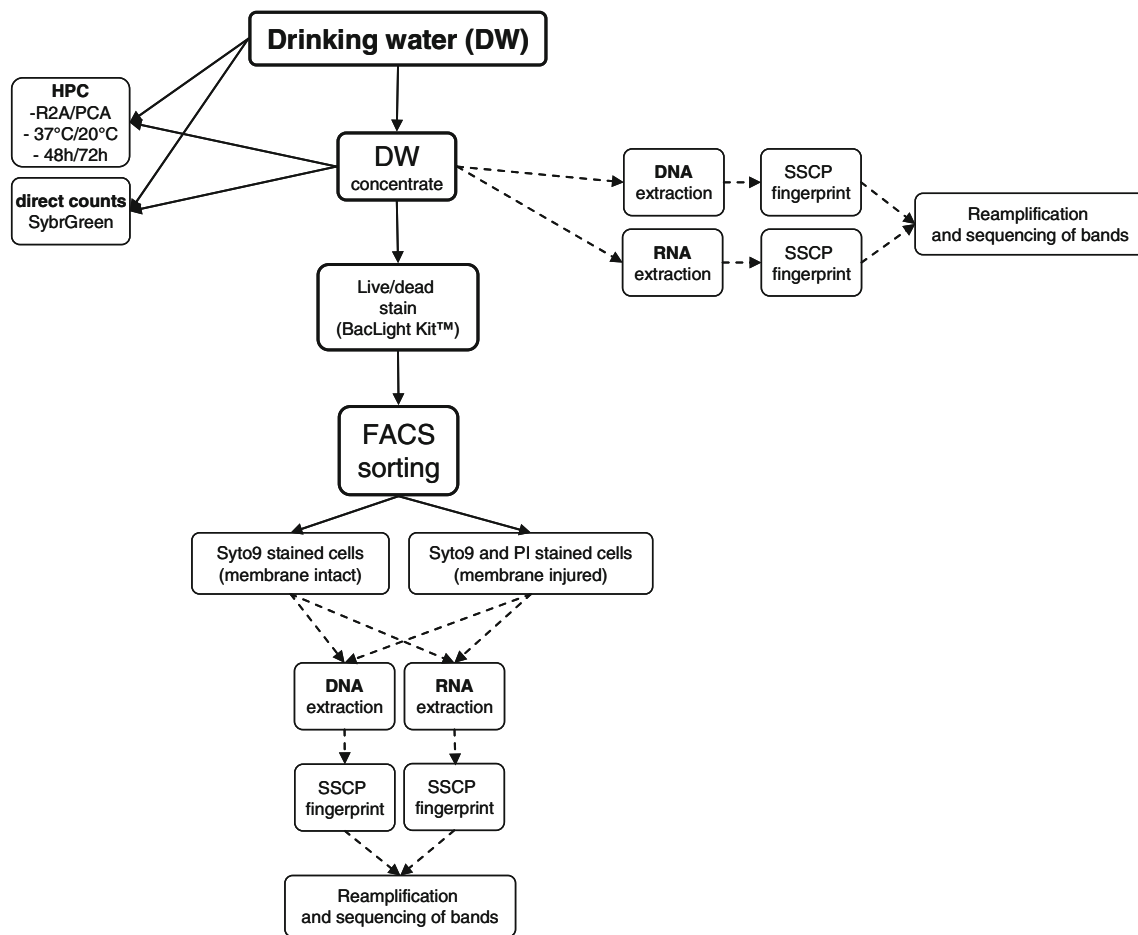 Drinking water (DW)
HPC
-R2A/PCA
- 37°C/20°C
- 48h/72h
direct counts
SybrGreen
DW
concentrate
DNA
extraction
SSCP
fingerprint
RNA
extraction
SSCP
fingerprint
Reamplification
and sequencing of bands
Live/dead
stain
(BacLight Kit™)
FACS
sorting
Syto9 stained cells
(membrane intact)
Syto9 and PI stained cells
(membrane injured)
DNA
extraction
RNA
extraction
SSCP
fingerprint
SSCP
fingerprint
Reamplification
and sequencing of bands